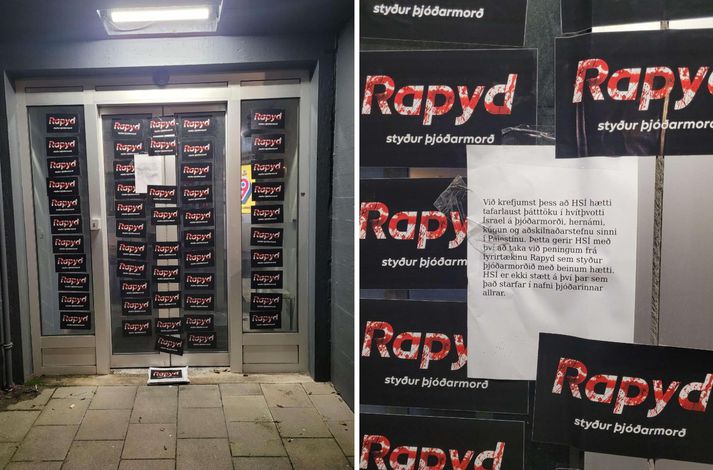 Rapyd
styður þjóðarmorð
Rapyd
styður þjóðarmorð
Rapyd
styður þjóðarmorð
Við krefjumst þess að HSÍ hætti
tafarlaust þátttöku í hvítþvotti
Ísrael á þjóðarmorði, hernámi,
kúgun og aðskilnaðarstefnu sinni
í Palestínu. Þetta gerir HSÍ með
því að taka við peningum frá
fyrirtækinu Rapyd sem styður
þjóðarmorðið með beinum hætti.
HSÍ er ekki stætt á því þar sem
það starfar í nafni þjóðarinnar
allrar.
Rapyd
Rapyd
styður þjóðarmorð
Rapyd
styður þjóðarmorð
Rapyd
Rapyd